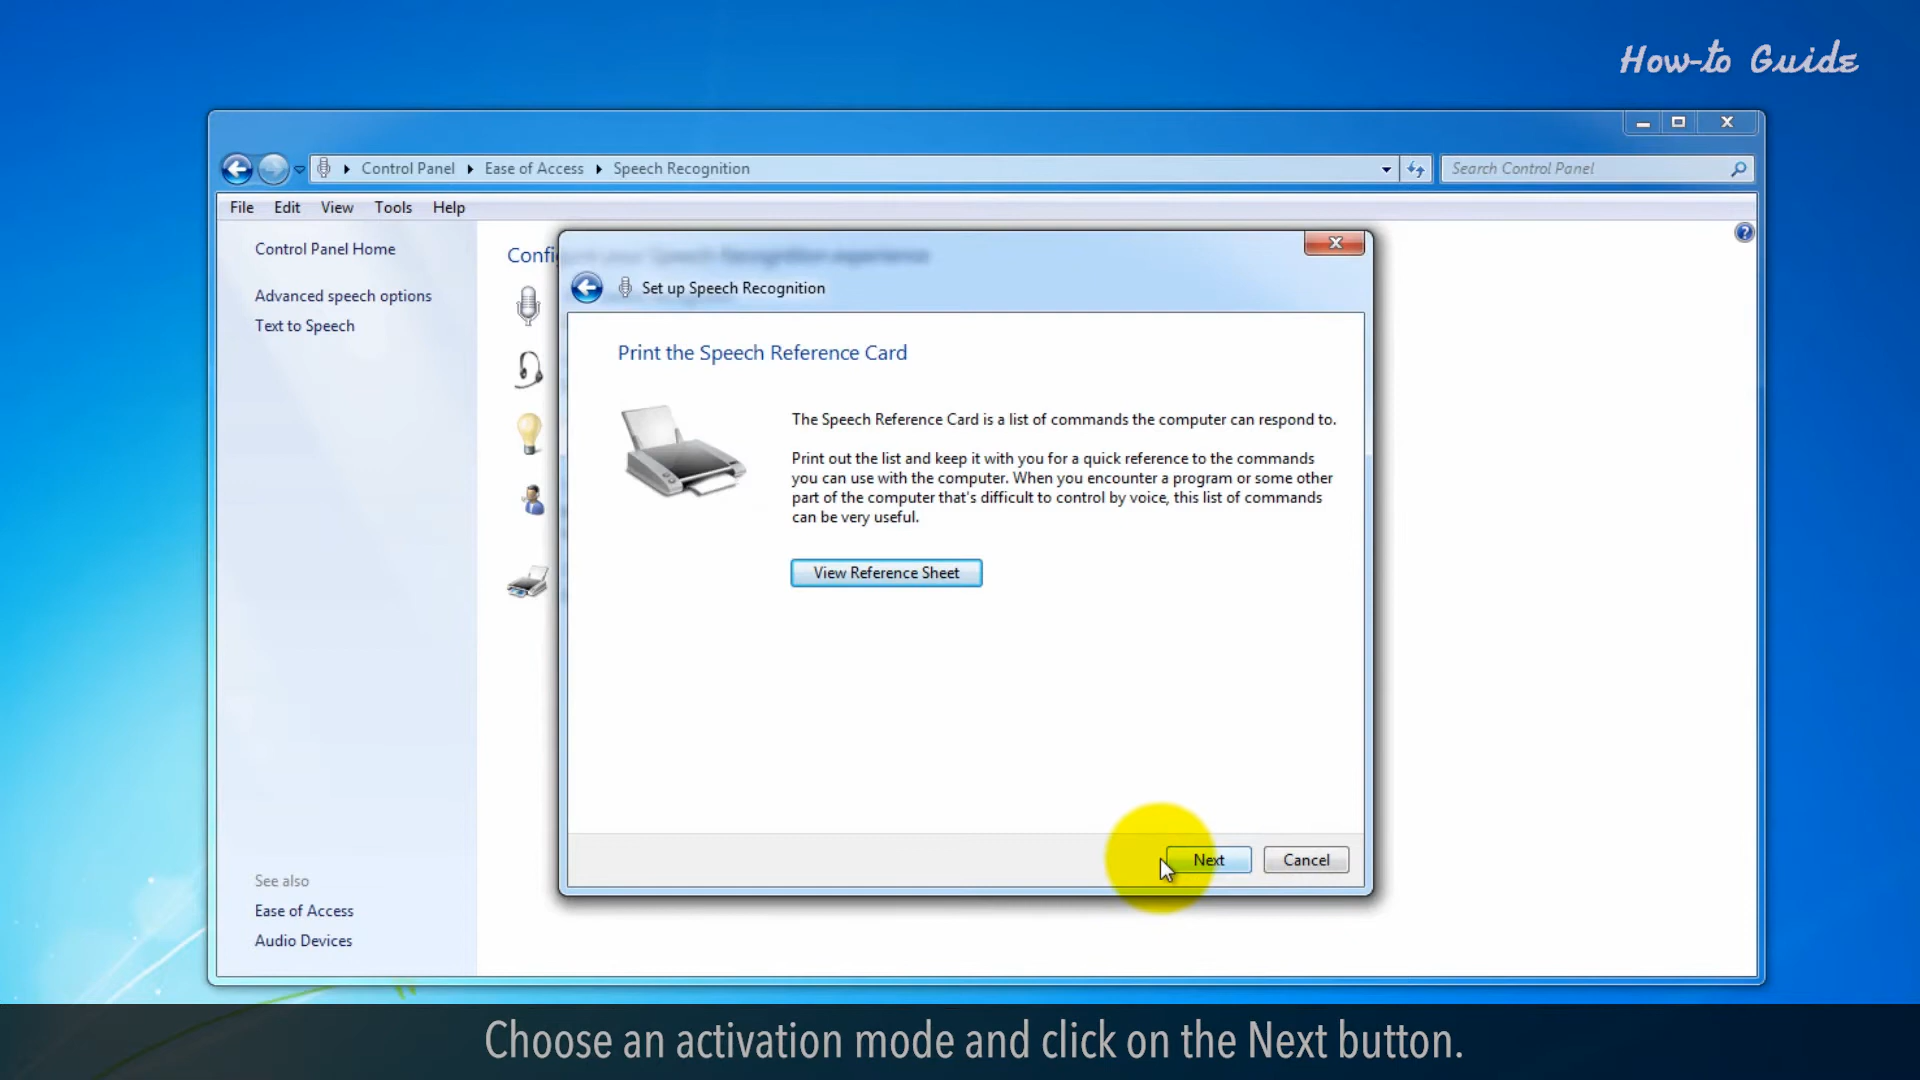 How-to Guide
Control Panel
Ease of Access
Speech Recognition
Search Control Panel
File Edit View Tools Help
Control Panel Home
Advanced speech options
Text to Speech
Set up Speech Recognition
Print the Speech Reference Card
The Speech Reference Card is a list of commands the computer can respond to.
Print out the list and keep it with you for a quick reference to the commands
you can use with the computer. When you encounter a program or some other
part of the computer that's difficult to control by voice, this list of commands
can be very useful.
View Reference Sheet
Next
Cancel
See also
Ease of Access
Audio Devices
Choose an activation mode and click on the Next button.